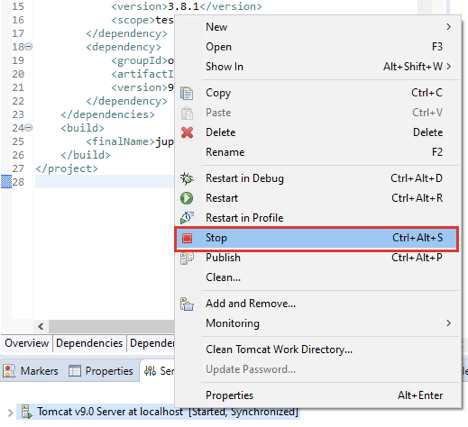 15 <version>3.8.1</version>
16 <scope>tes
17 </dependency>
18 <dependency>
19 <groupId>o
20 <artifactI
21 <version>9
22 </dependency>
23 </dependencies>
24 <build>
25 <finalName>jup
26 </build>
27 </project>
28
New
Open F3
Show In Alt+Shift+W
Copy Ctrl+C
Paste Ctrl+V
Delete Delete
Rename F2
Restart in Debug Ctrl+Alt+D
Restart Ctrl+Alt+R
Restart in Profile
Stop Ctrl+Alt+S
Publish Ctrl+Alt+P
Clean...
Add and Remove...
Monitoring
Clean Tomcat Work Directory...
Update Password...
Properties Alt+Enter
Overview Dependencies Depender
Markers Properties Ser
Tomcat v9.0 Server at localhost [Started, Synchronized]